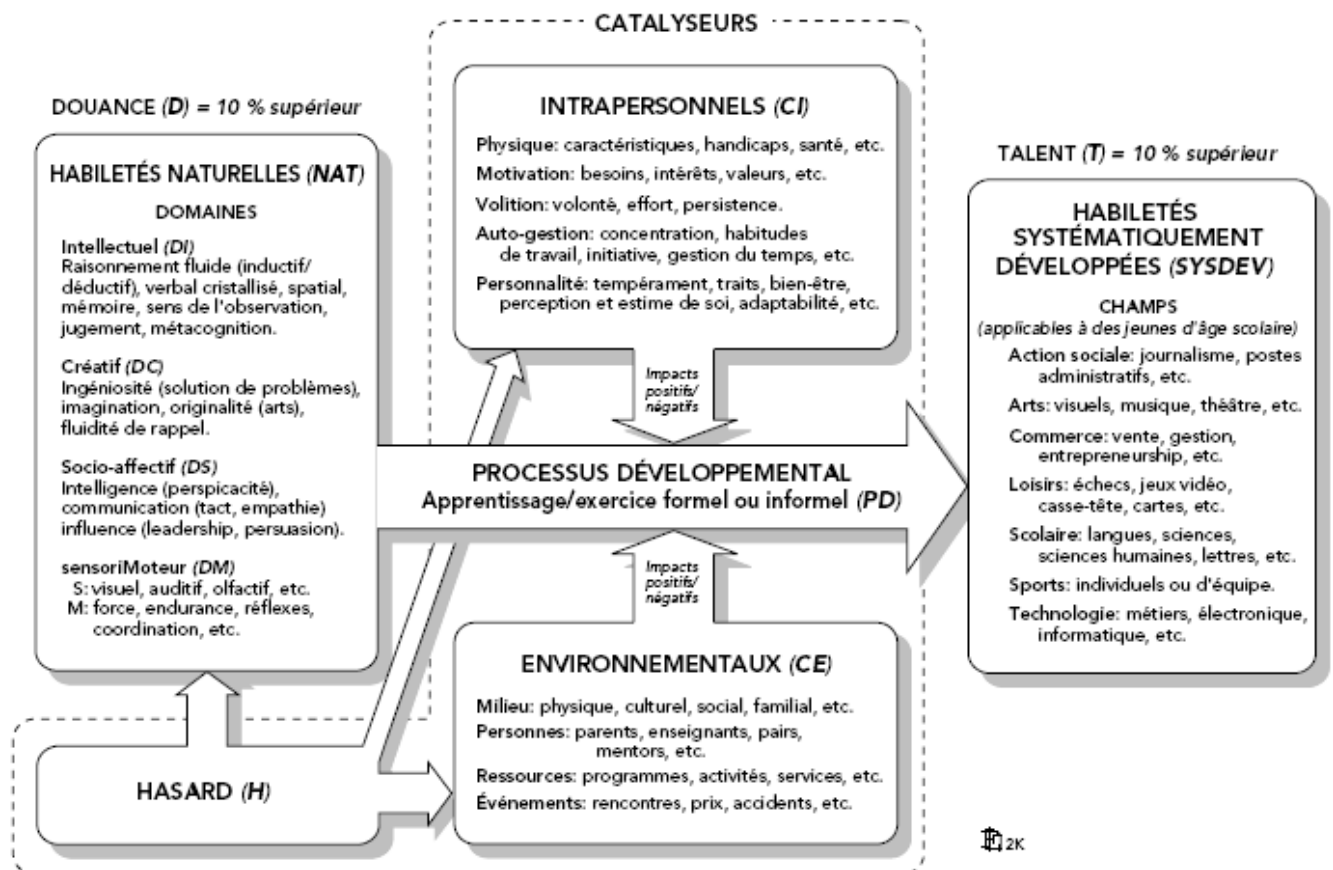 CATALYSEURS
DOUANCE (D) = 10 % supérieur
HABILETÉS NATURELLES (NAT)
DOMAINES
Intellectuel (DI)
Raisonnement fluide (inductif/
déductif), verbal cristallisé, spatial,
mémoire, sens de l'observation,
jugement, métacognition.
Créatif (DC)
Ingéniosité (solution de problèmes),
imagination, originalité (arts),
fluidité de rappel.
Socio-affectif (DS)
Intelligence (perspicacité),
communication (tact, empathie)
influence (leadership, persuasion).
sensoriMoteur (DM)
S: visuel, auditif, olfactif, etc.
M: force, endurance, réflexes,
coordination, etc.
HASARD (H)
INTRAPERSONNELS (CI)
Physique: caractéristiques, handicaps, santé, etc.
Motivation: besoins, intérêts, valeurs, etc.
Volition: volonté, effort, persistence.
Auto-gestion: concentration, habitudes
de travail, initiative, gestion du temps, etc.
Personnalité: tempérament, traits, bien-être,
perception et estime de soi, adaptabilité, etc.
Impacts
positifs/
négatifs
PROCESSUS DÉVELOPPEMENTAL
Apprentissage/exercice formel ou informel (PD)
Impacts
positifs/
négatifs
ENVIRONNEMENTAUX (CE)
Milieu: physique, culturel, social, familial, etc.
Personnes: parents, enseignants, pairs,
mentors, etc.
Ressources: programmes, activités, services, etc.
Événements: rencontres, prix, accidents, etc.
TALENT (T) = 10 % supérieur
HABILETÉS
SYSTÉMATIQUEMENT
DÉVELOPPÉES (SYSDEV)
CHAMPS
(applicables à des jeunes d'âge scolaire)
Action sociale: journalisme, postes
administratifs, etc.
Arts: visuels, musique, théâtre, etc.
Commerce: vente, gestion,
entrepreneurship, etc.
Loisirs: échecs, jeux vidéo,
casse-tête, cartes, etc.
Scolaire: langues, sciences,
sciences humaines, lettres, etc.
Sports: individuels ou d'équipe.
Technologie: métiers, électronique,
informatique, etc.
2K